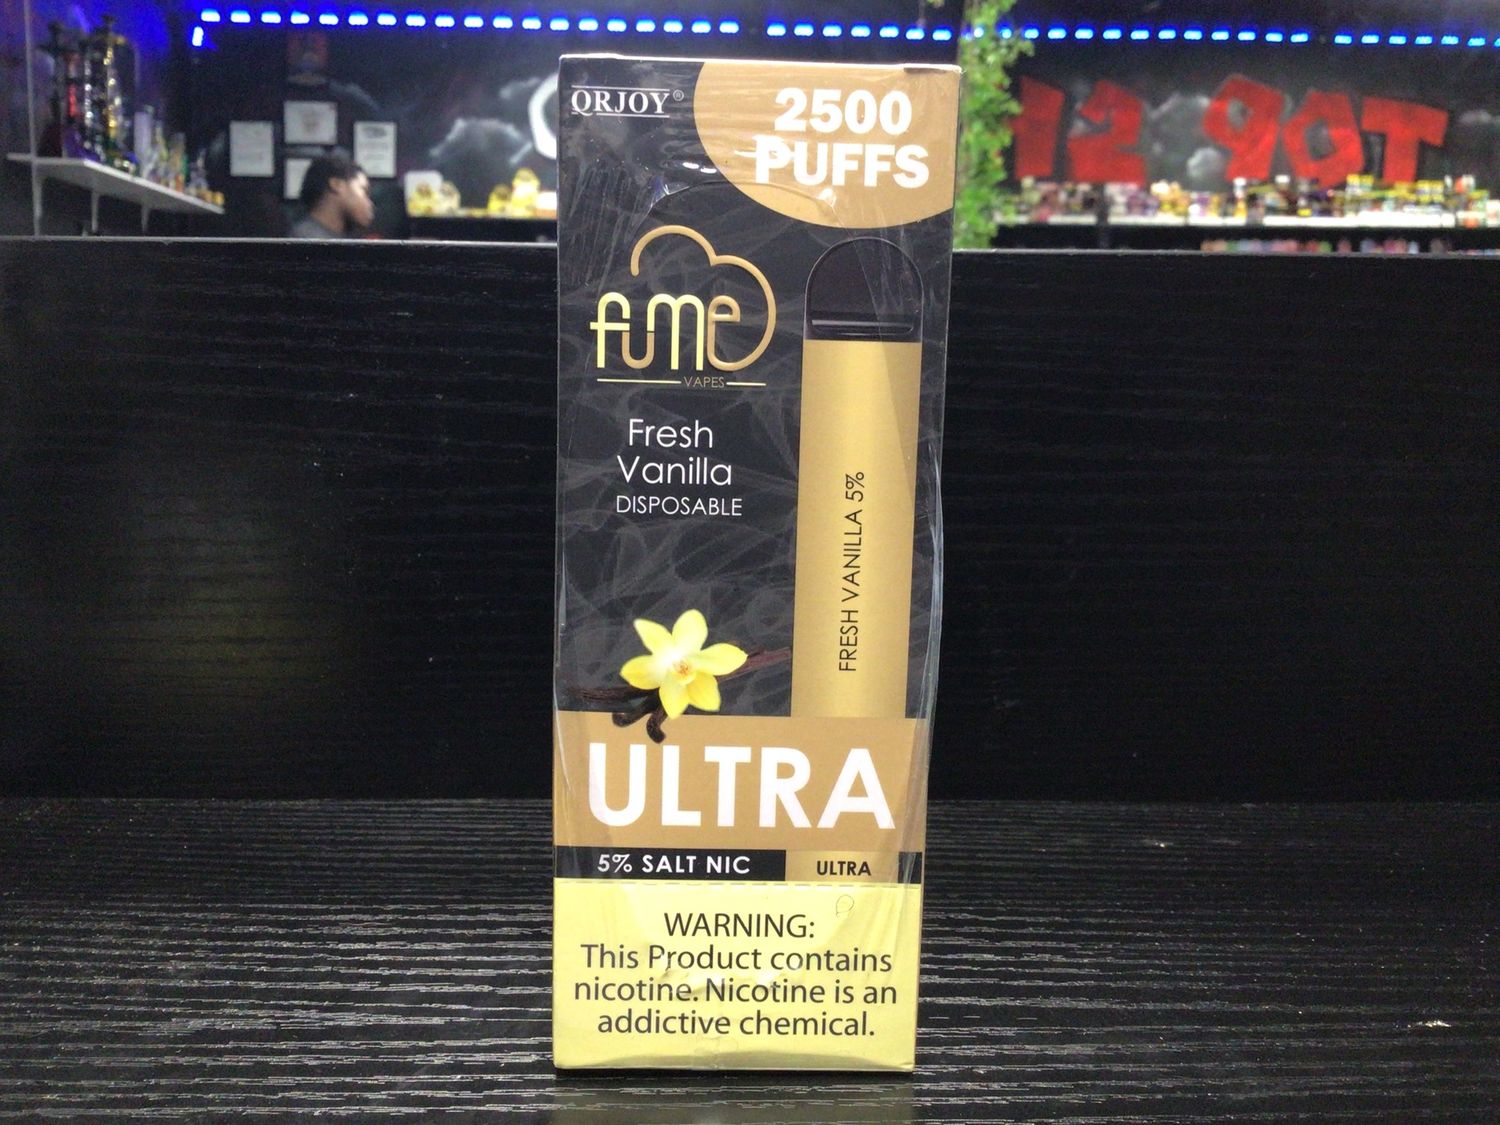 QRJOY®
2500
PUFFS
fume
VAPES
Fresh
Vanilla
DISPOSABLE
FRESH VANILLA 5%
ULTRA
5% SALT NIC
ULTRA
WARNING:
This Product contains
nicotine. Nicotine is an
addictive chemical.